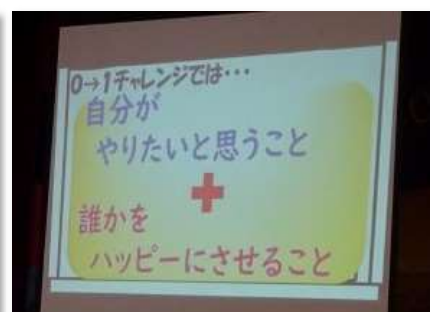 0→1チャレンジでは・・・
自分が
やりたいと思うこと
+
誰かを
ハッピーにさせること